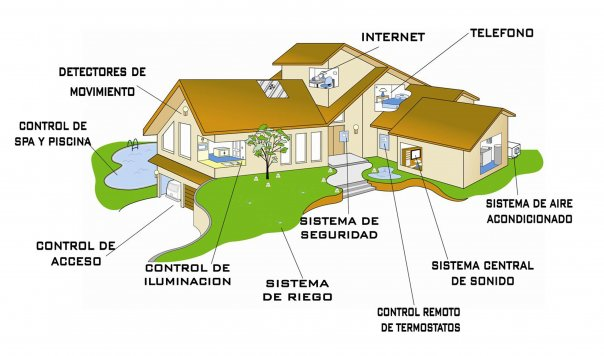 INTERNET
TELEFONO
DETECTORES DE
MOVIMIENTO
CONTROL DE
SPA Y PISCINA
CONTROL DE
ACCESO
CONTROL DE
ILUMINACION
SISTEMA
DE RIEGO
SISTEMA DE
SEGURIDAD
CONTROL REMOTO
DE TERMOSTATOS
SISTEMA CENTRAL
DE SONIDO
SISTEMA DE AIRE
ACONDICIONADO